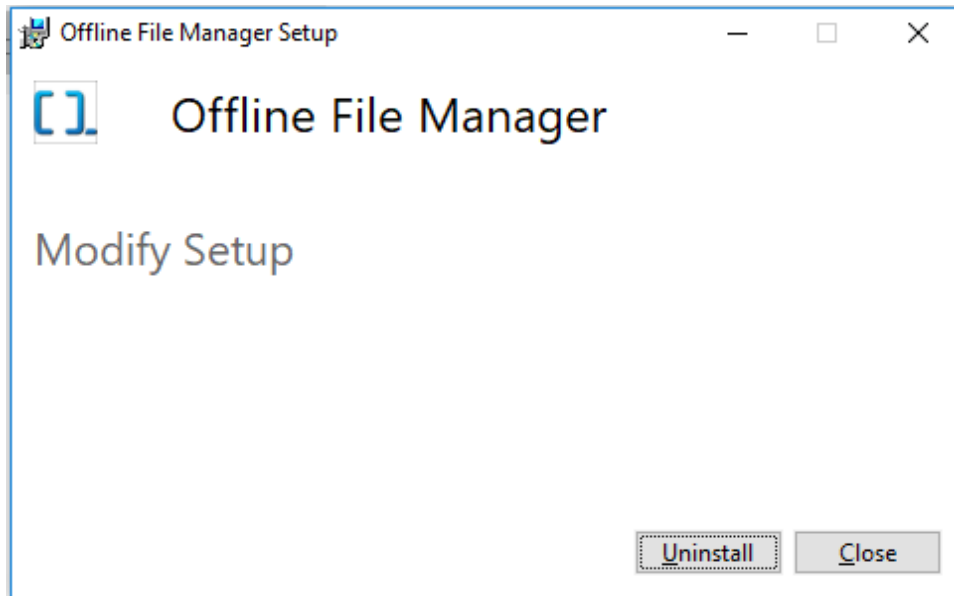 Offline File Manager Setup
Offline File Manager
Modify Setup
Uninstall Close